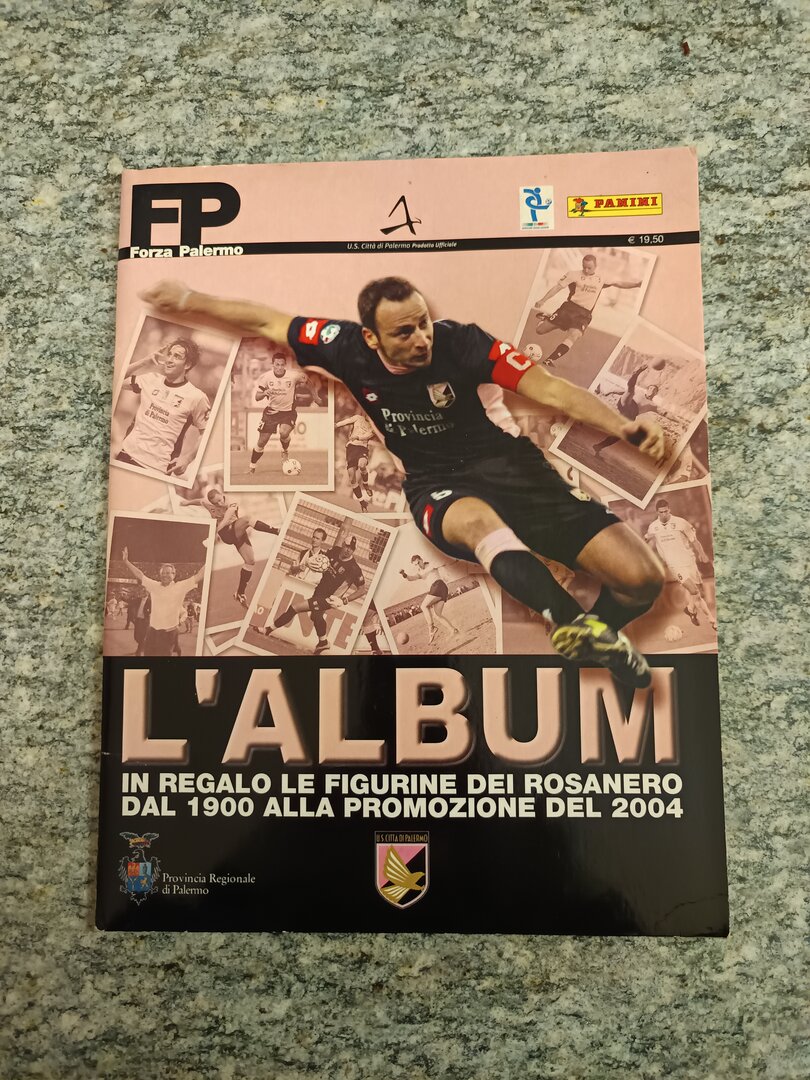 FP
Forza Palermo
U.S. Città di Palermo Prodotto Ufficiale
PANINI
€ 19,50
Provincia
di Palermo
C
L'ALBUM
IN REGALO LE FIGURINE DEI ROSANERO
DAL 1900 ALLA PROMOZIONE DEL 2004
U.S. CITTÀ DI PALERMO
Provincia Regionale
di Palermo